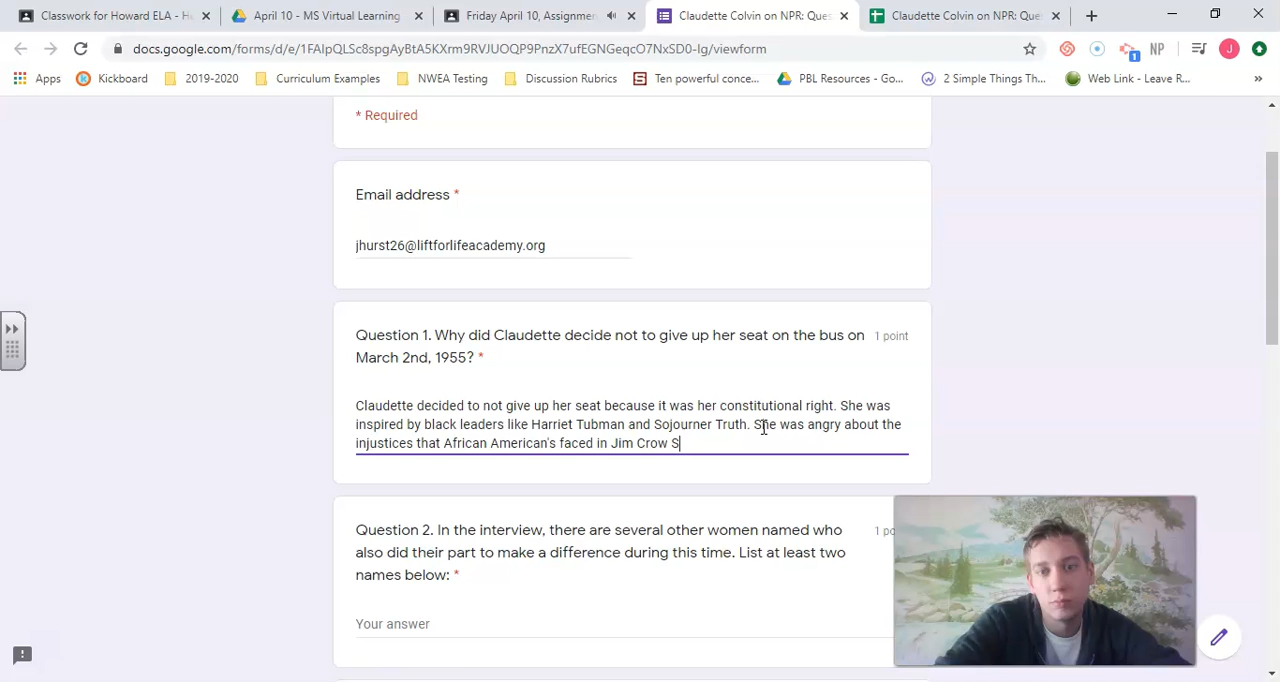 Classwork for Howard ELA - H
April 10 - MS Virtual Learning
Friday April 10, Assignmen
Claudette Colvin on NPR: Ques
Claudette Colvin on NPR: Que
docs.google.com/forms/d/e/1FAIpQLSc8spgAyBtA5KXrm9RVJUOQP9PnzX7ufEGNGeqcO7NxSD0-lg/viewform
NP
1
J
Apps
Kickboard
2019-2020
Curriculum Examples
NWEA Testing
Discussion Rubrics
Ten powerful conce...
PBL Resources - Go...
2 Simple Things Th...
Web Link - Leave R...
* Required
Email address *
jhurst26@liftforlifeacademy.org
Question 1. Why did Claudette decide not to give up her seat on the bus on
March 2nd, 1955? *
1 point
Claudette decided to not give up her seat because it was her constitutional right. She was
inspired by black leaders like Harriet Tubman and Sojourner Truth. She was angry about the
injustices that African American's faced in Jim Crow S
Question 2. In the interview, there are several other women named who
also did their part to make a difference during this time. List at least two
names below: *
1 po
Your answer